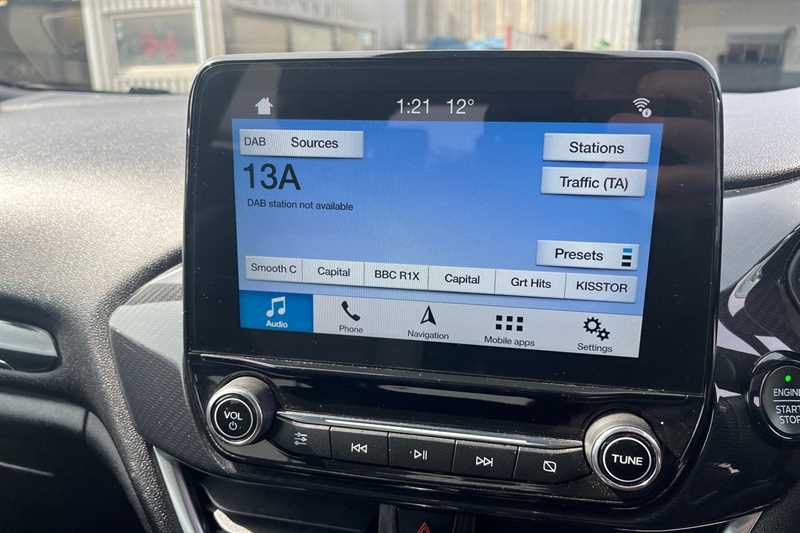 1:21 12°
DAB Sources
Stations
13A
Traffic (TA)
DAB station not available
Presets
Smooth C Capital BBC R1X Capital Grt Hits KISSTOR
Audio Phone Navigation Mobile apps Settings
VOL
TUNE
ENGINE
START
STOP